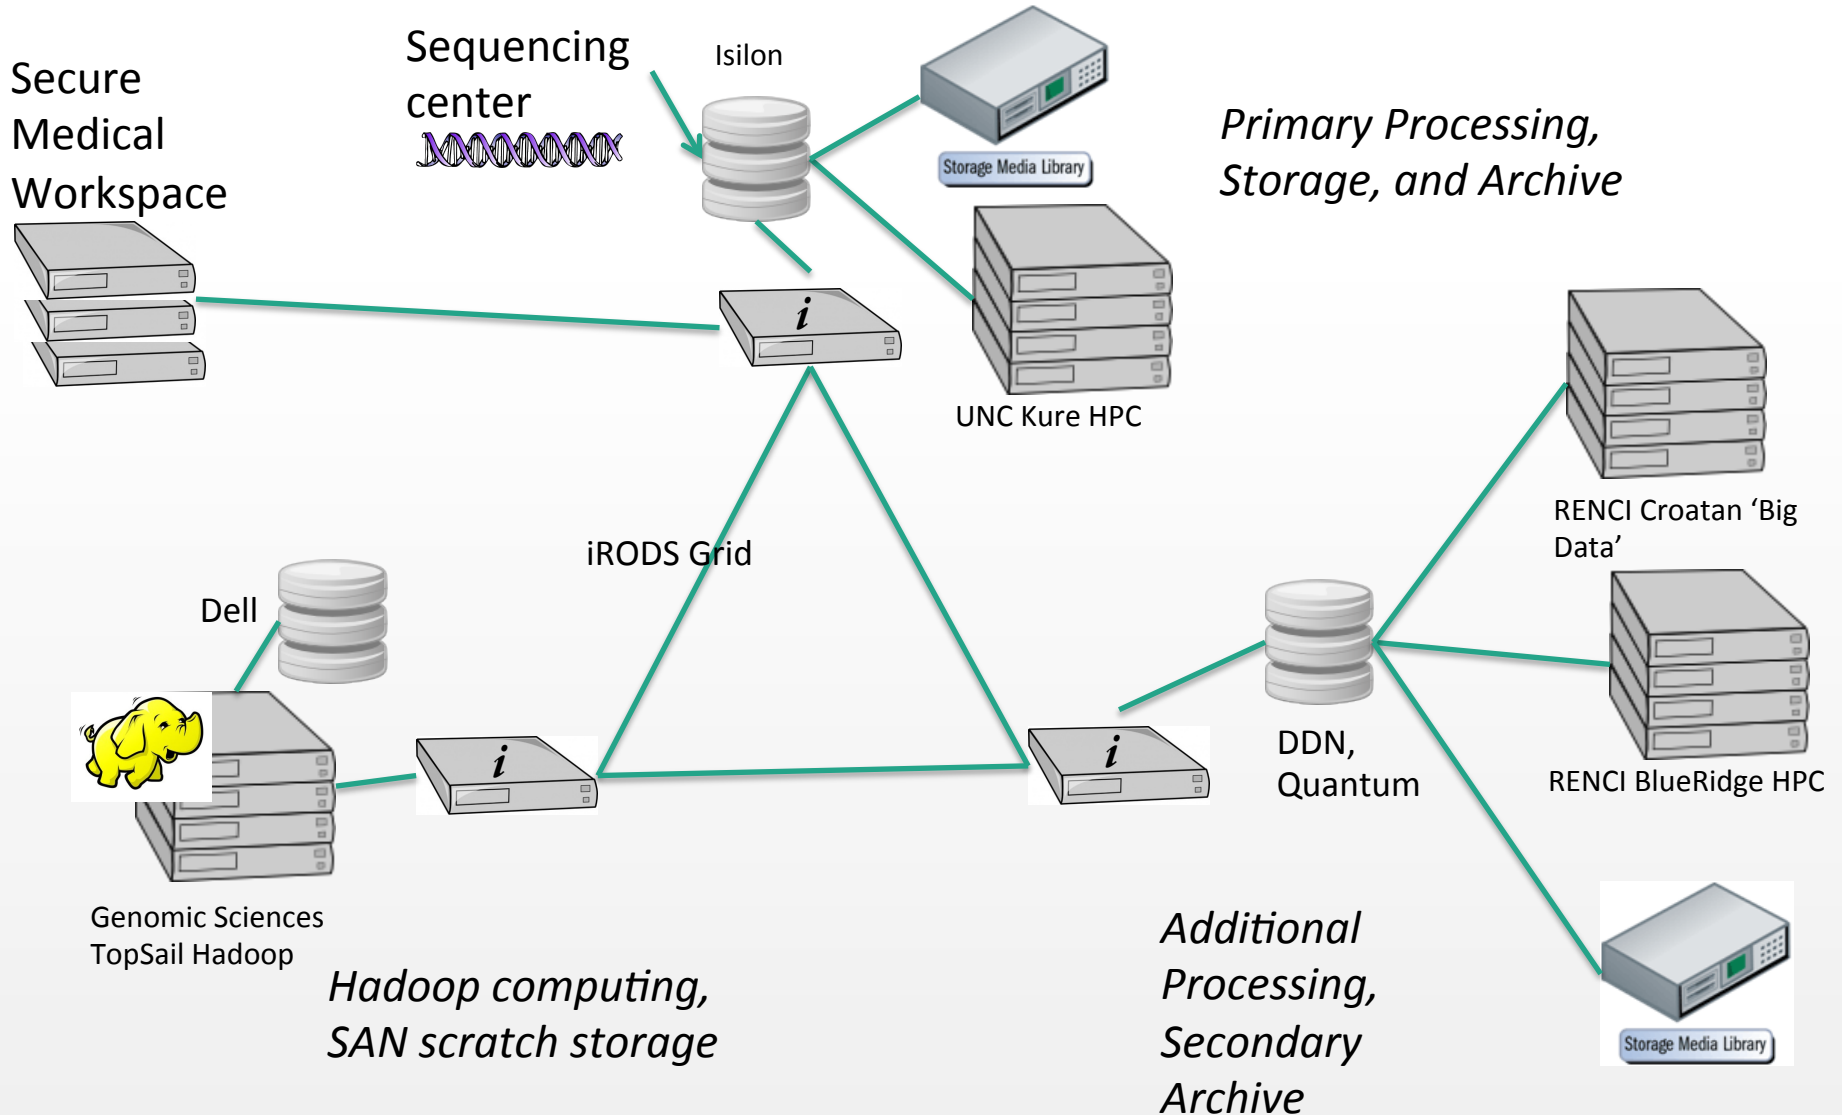 Secure
Medical
Workspace
Sequencing
center
Isilon
Storage Media Library
Primary Processing,
Storage, and Archive
i
UNC Kure HPC
RENCI Croatan ‘Big
Data’
iRODS Grid
Dell
i
i
DDN,
Quantum
RENCI BlueRidge HPC
Genomic Sciences
TopSail Hadoop
Hadoop computing,
SAN scratch storage
Additional
Processing,
Secondary
Archive
Storage Media Library